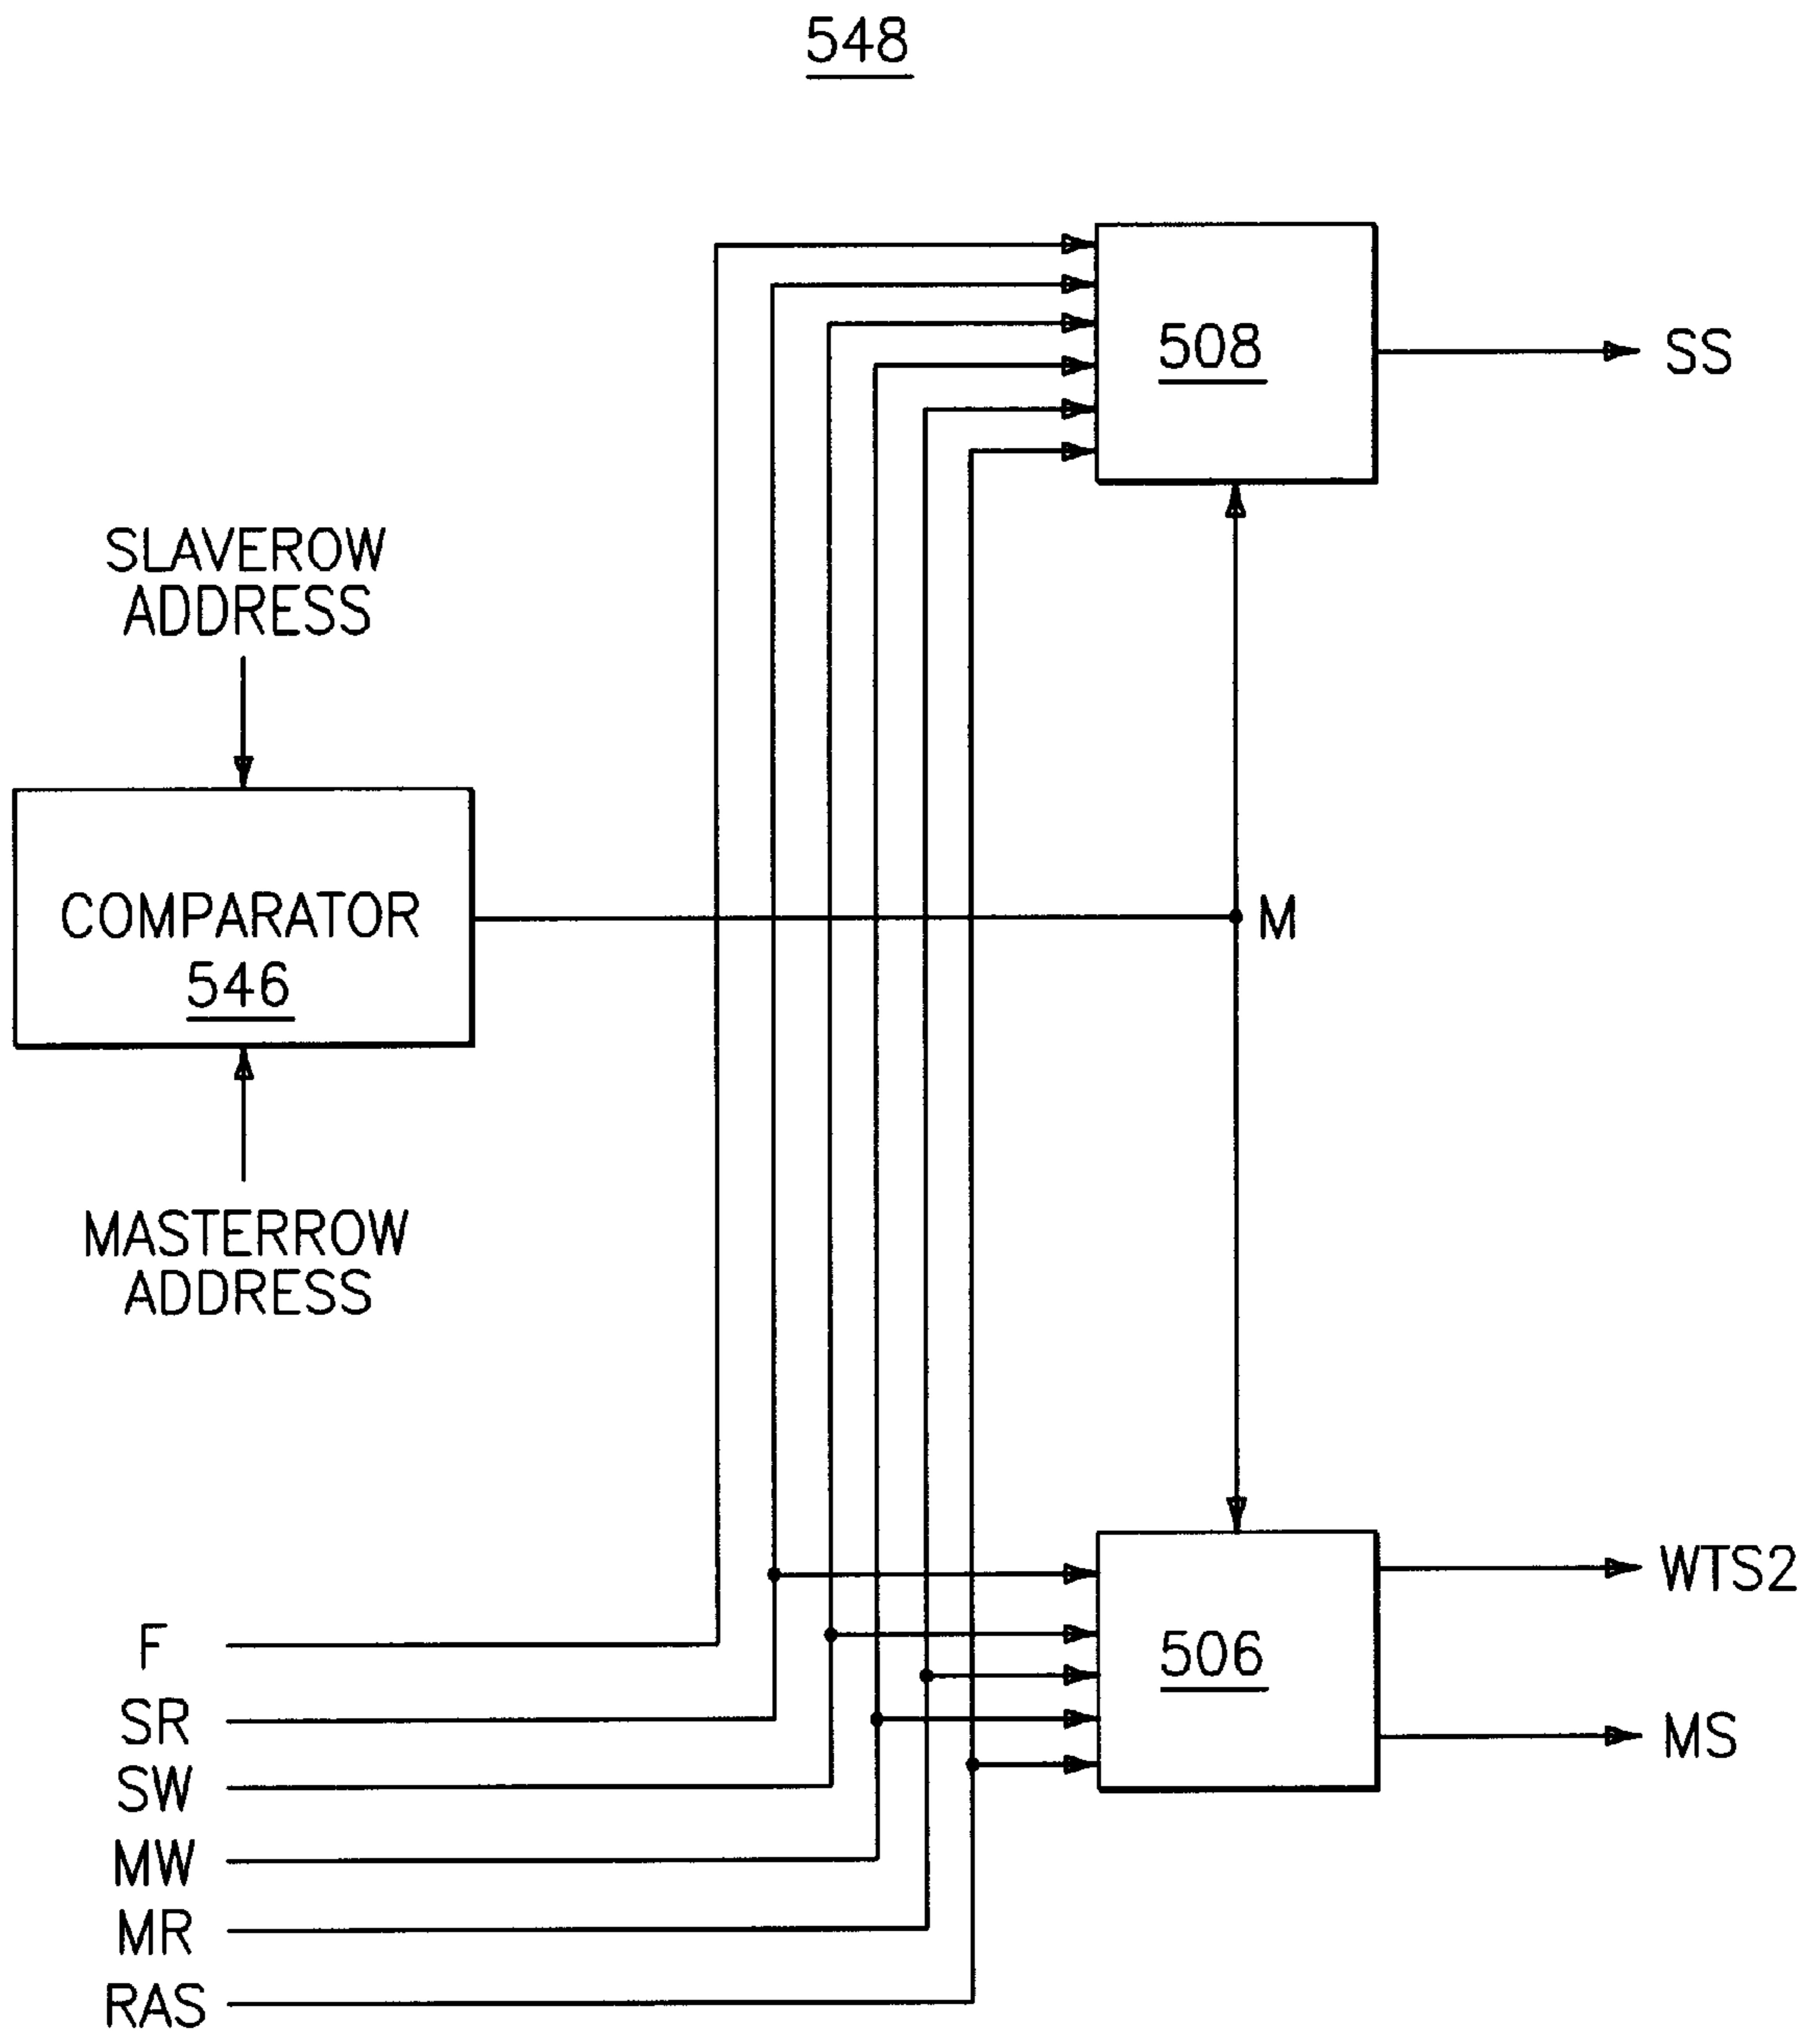 548
508
SS
SLAVEROW
ADDRESS
COMPARATOR
546
M
MASTERROW
ADDRESS
WTS2
506
MS
F
SR
SW
MW
MR
RAS